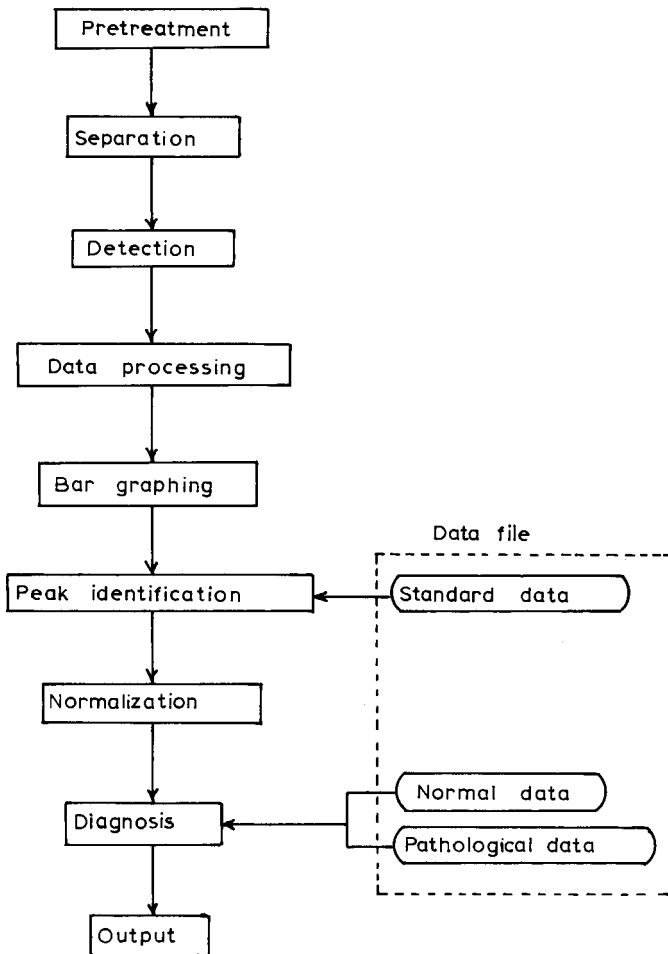 Pretreatment
Separation
Detection
Data processing
Bar graphing
Data file
Peak identification
Standard data
Normalization
Normal data
Diagnosis
Pathological data
Output